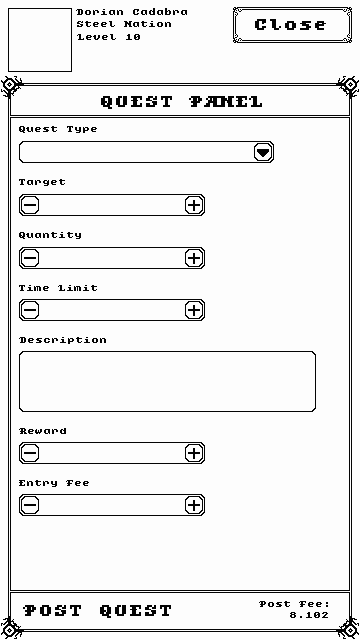 Dorian Cadabra
Steel Nation
Level 10
Close
QUEST PANEL
Quest Type
Target
Quantity
Time Limit
Description
Reward
Entry Fee
POST QUEST
Post Fee:
8.102